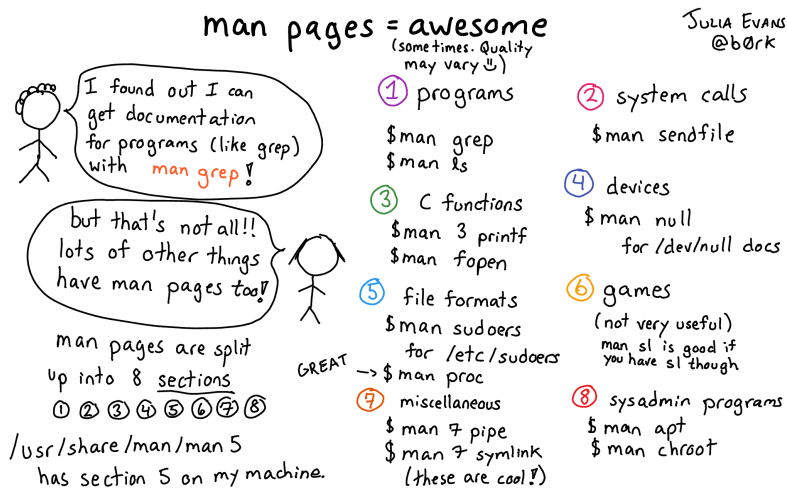 man pages = awesome
(sometimes. Quality
may vary ☺)
JULIA EVANS
@b0rk
I found out I can
get documentation
for programs (like grep)
with man grep!
but that's not all!!
lots of other things
have man pages too!
man pages are split
up into 8 sections
① ② ③ ④ ⑤ ⑥ ⑦ ⑧
/usr/share/man/man5
has section 5 on my machine.
① programs
$ man grep
$ man ls
② system calls
$ man sendfile
③ C functions
$ man 3 printf
$ man fopen
④ devices
$ man null
for /dev/null docs
⑤ file formats
$ man sudoers
for /etc/sudoers
GREAT → $ man proc
⑥ games
(not very useful)
man sl is good if
you have sl though
⑦ miscellaneous
$ man 7 pipe
$ man 7 symlink
(these are cool!)
⑧ sysadmin programs
$ man apt
$ man chroot